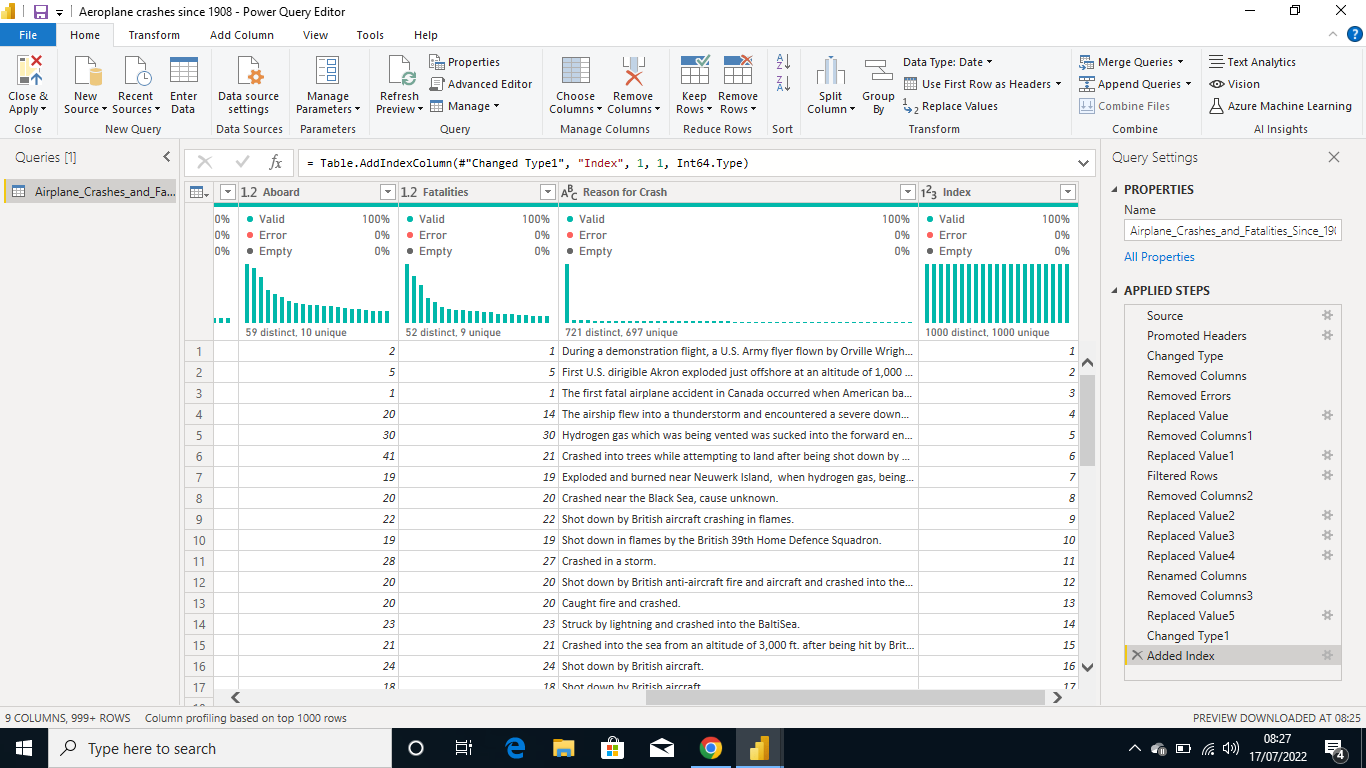 Aeroplane crashes since 1908 - Power Query Editor
File Home Transform Add Column View Tools Help
Close & Apply
New Source
Recent Sources
Enter Data
Data source settings
Manage Parameters
Refresh Preview
Properties
Advanced Editor
Manage
Choose Columns
Remove Columns
Keep Rows
Remove Rows
Split Column
Group By
Data Type: Date
Use First Row as Headers
Replace Values
Merge Queries
Append Queries
Combine Files
Text Analytics
Vision
Azure Machine Learning
Close New Query Data Sources Parameters Query Manage Columns Reduce Rows Sort Transform Combine AI Insights
Queries [1]
Airplane_Crashes_and_Fa...
fx = Table.AddIndexColumn(#"Changed Type1", "Index", 1, 1, Int64.Type)
1.2 Aboard 1.2 Fatalities ABC Reason for Crash 123 Index
0% Valid 100% Valid 100% Valid 100% Valid 100%
0% Error 0% Error 0% Error 0% Error 0%
0% Empty 0% Empty 0% Empty 0% Empty 0%
59 distinct, 10 unique 52 distinct, 9 unique 721 distinct, 697 unique 1000 distinct, 1000 unique
1 2 1 During a demonstration flight, a U.S. Army flyer flown by Orville Wrigh... 1
2 5 5 First U.S. dirigible Akron exploded just offshore at an altitude of 1,000 ... 2
3 1 1 The first fatal airplane accident in Canada occurred when American ba... 3
4 20 14 The airship flew into a thunderstorm and encountered a severe down... 4
5 30 30 Hydrogen gas which was being vented was sucked into the forward en... 5
6 41 21 Crashed into trees while attempting to land after being shot down by ... 6
7 19 19 Exploded and burned near Neuwerk Island,  when hydrogen gas, being... 7
8 20 20 Crashed near the Black Sea, cause unknown. 8
9 22 22 Shot down by British aircraft crashing in flames. 9
10 19 19 Shot down in flames by the British 39th Home Defence Squadron. 10
11 28 27 Crashed in a storm. 11
12 20 20 Shot down by British anti-aircraft fire and aircraft and crashed into the... 12
13 20 20 Caught fire and crashed. 13
14 23 23 Struck by lightning and crashed into the BaltiSea. 14
15 21 21 Crashed into the sea from an altitude of 3,000 ft. after being hit by Brit... 15
16 24 24 Shot down by British aircraft. 16
17 18 18 Shot down by British aircraft 17
Query Settings
PROPERTIES
Name
Airplane_Crashes_and_Fatalities_Since_190
All Properties
APPLIED STEPS
Source
Promoted Headers
Changed Type
Removed Columns
Removed Errors
Replaced Value
Removed Columns1
Replaced Value1
Filtered Rows
Removed Columns2
Replaced Value2
Replaced Value3
Replaced Value4
Renamed Columns
Removed Columns3
Replaced Value5
Changed Type1
Added Index
9 COLUMNS, 999+ ROWS Column profiling based on top 1000 rows PREVIEW DOWNLOADED AT 08:25
Type here to search
08:27
17/07/2022
4